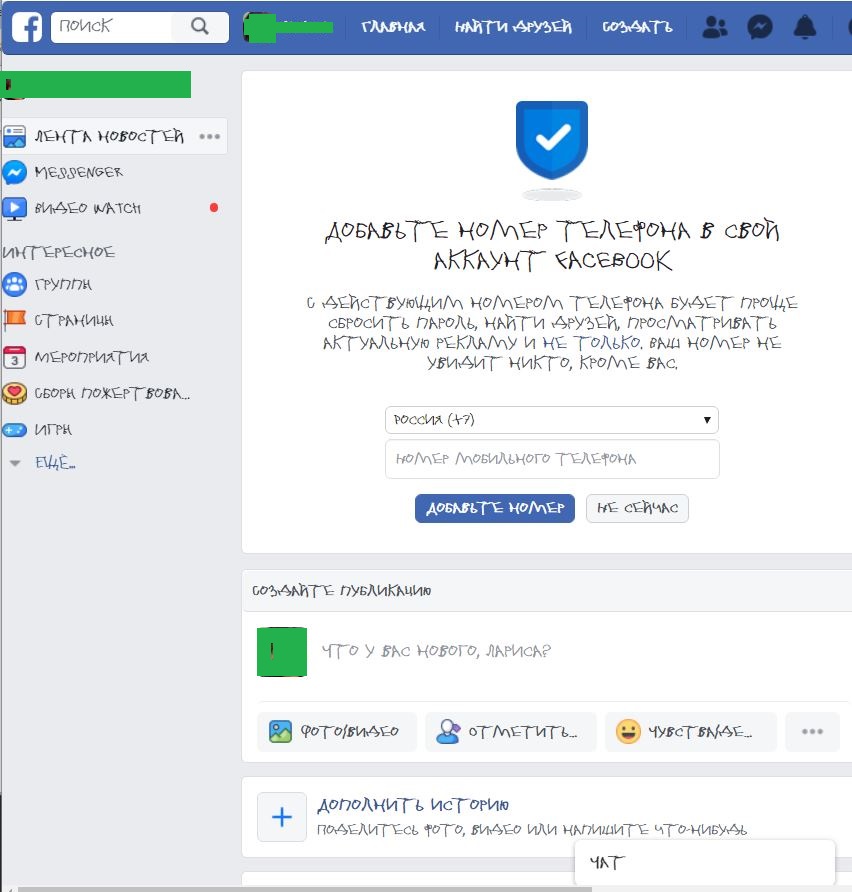 ПОИСК
ГЛАВНАЯ НАЙТИ ДРУЗЕЙ СОЗДАТЬ
ЛЕНТА НОВОСТЕЙ
MESSENGER
ВИДЕО WATCH
ИНТЕРЕСНОЕ
ГРУППЫ
СТРАНИЦЫ
3 МЕРОПРИЯТИЯ
СБОРЫ ПОЖЕРТВОВА...
ИГРЫ
ЕЩЁ...
ДОБАВЬТЕ НОМЕР ТЕЛЕФОНА В СВОЙ
АККАУНТ FACEBOOK
С ДЕЙСТВУЮЩИМ НОМЕРОМ ТЕЛЕФОНА БУДЕТ ПРОЩЕ
СБРОСИТЬ ПАРОЛЬ, НАЙТИ ДРУЗЕЙ, ПРОСМАТРИВАТЬ
АКТУАЛЬНУЮ РЕКЛАМУ И НЕ ТОЛЬКО. ВАШ НОМЕР НЕ
УВИДИТ НИКТО, КРОМЕ ВАС.
РОССИЯ (+7)
НОМЕР МОБИЛЬНОГО ТЕЛЕФОНА
ДОБАВЬТЕ НОМЕР НЕ СЕЙЧАС
СОЗДАЙТЕ ПУБЛИКАЦИЮ
ЧТО У ВАС НОВОГО, ЛАРИСА?
ФОТО/ВИДЕО ОТМЕТИТЬ... ЧУВСТВА/ДЕ...
ДОПОЛНИТЬ ИСТОРИЮ
ПОДЕЛИТЕСЬ ФОТО, ВИДЕО ИЛИ НАПИШИТЕ ЧТО-НИБУДЬ
ЧАТ